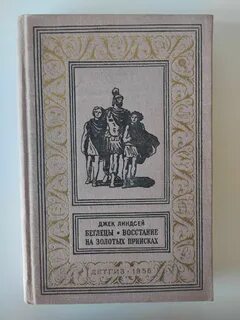 ДЖЕК ЛИНДСЕЙ
БЕГЛЕЦЫ • ВОССТАНИЕ
НА ЗОЛОТЫХ ПРИИСКАХ
ДЕТГИЗ • 1956